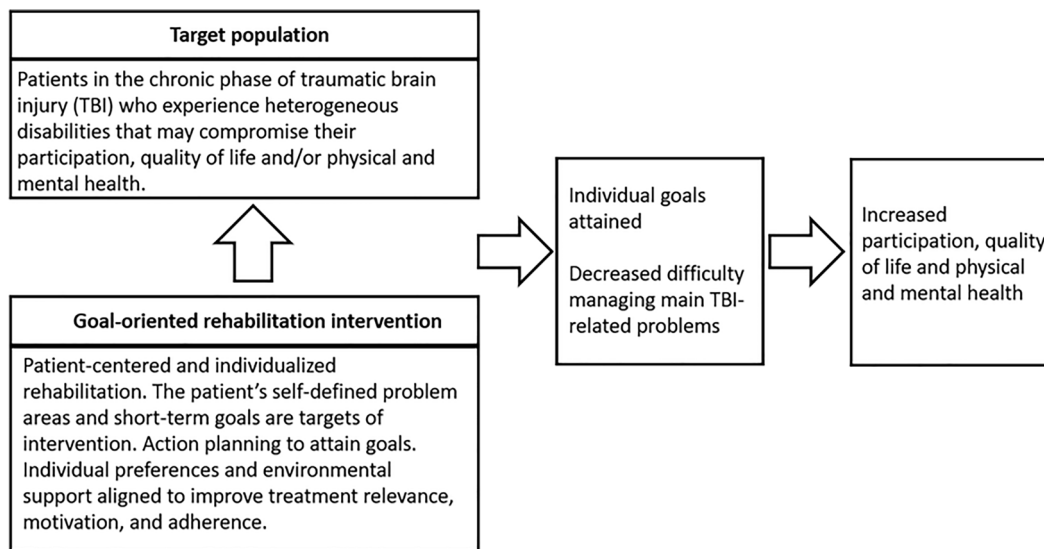 Target population
Patients in the chronic phase of traumatic brain
injury (TBI) who experience heterogeneous
disabilities that may compromise their
participation, quality of life and/or physical and
mental health.
Goal-oriented rehabilitation intervention
Patient-centered and individualized
rehabilitation. The patient’s self-defined problem
areas and short-term goals are targets of
intervention. Action planning to attain goals.
Individual preferences and environmental
support aligned to improve treatment relevance,
motivation, and adherence.
Individual goals
attained
Decreased difficulty
managing main TBI-
related problems
Increased
participation, quality
of life and physical
and mental health